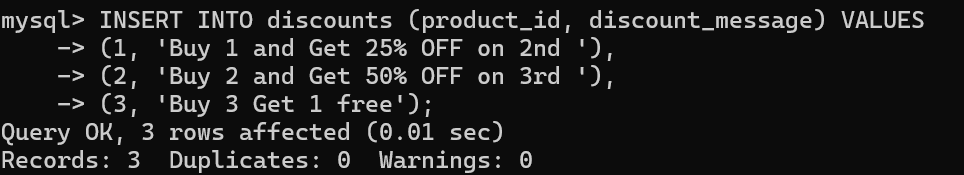 mysql> INSERT INTO discounts (product_id, discount_message) VALUES
    -> (1, 'Buy 1 and Get 25% OFF on 2nd '),
    -> (2, 'Buy 2 and Get 50% OFF on 3rd '),
    -> (3, 'Buy 3 Get 1 free');
Query OK, 3 rows affected (0.01 sec)
Records: 3  Duplicates: 0  Warnings: 0